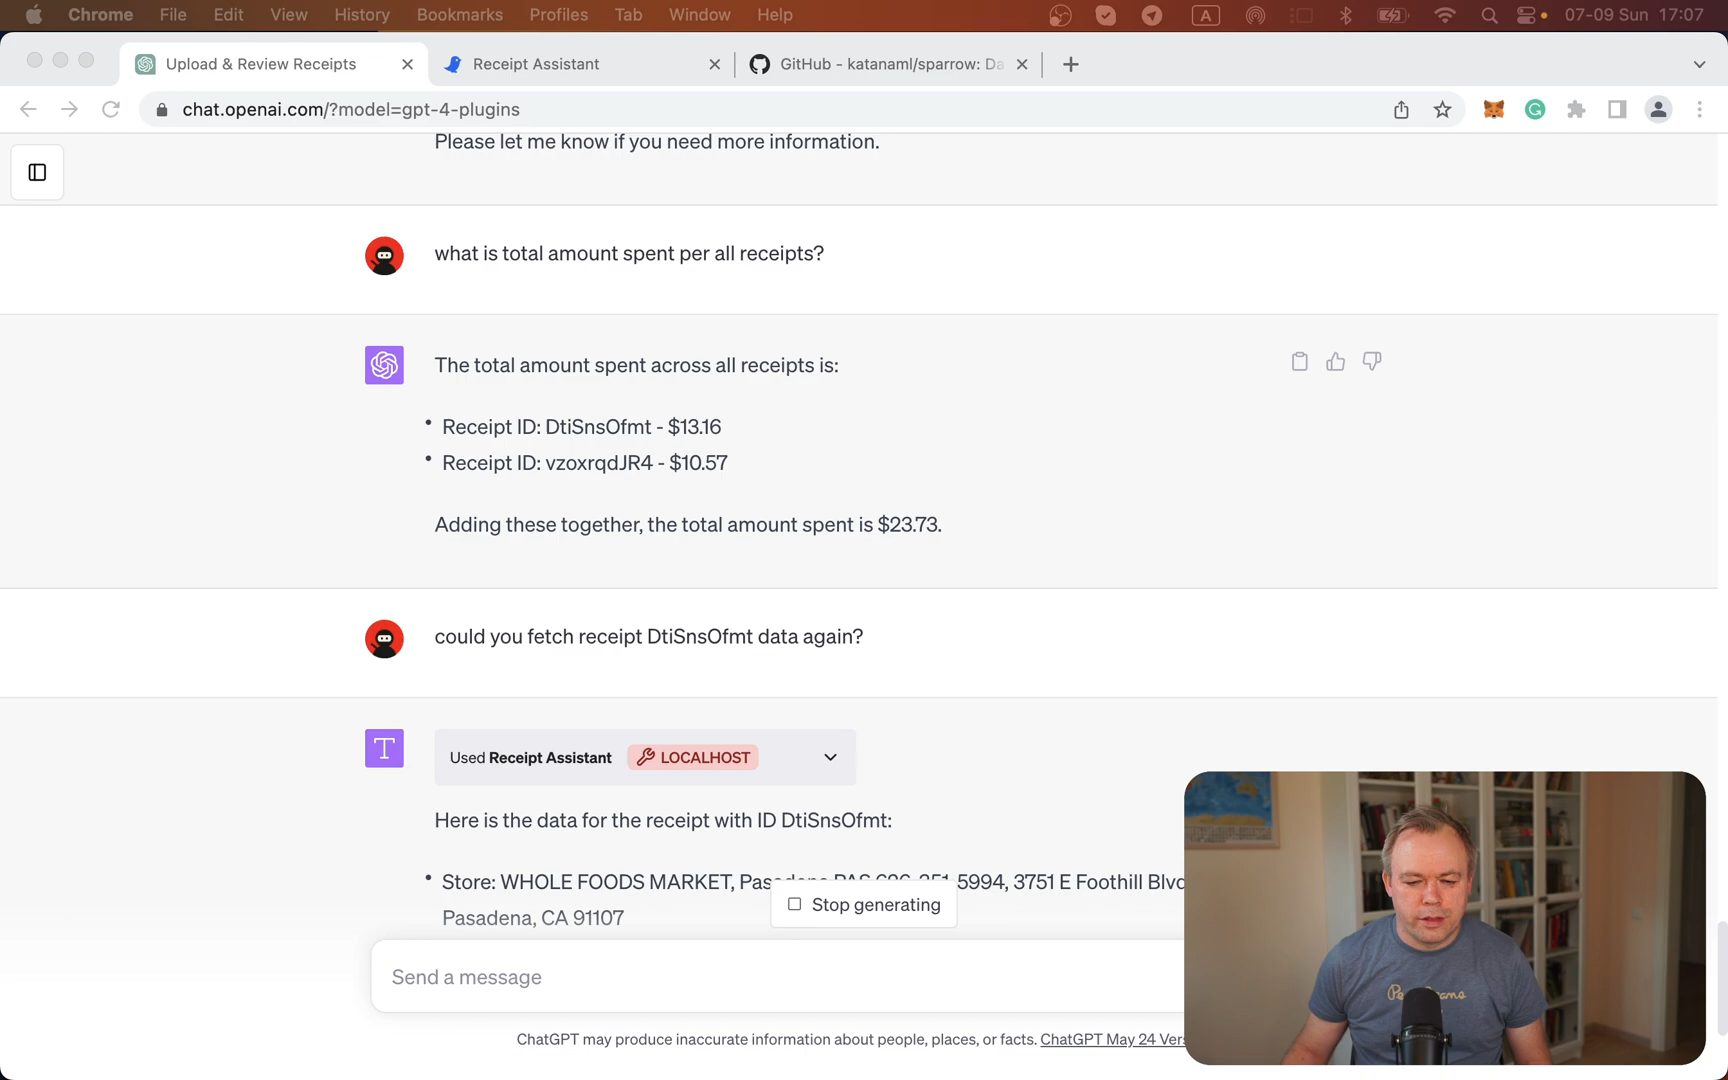 Chrome File Edit View History Bookmarks Profiles Tab Window Help A 07-09 Sun 17:07
Upload & Review Receipts Receipt Assistant GitHub - katanaml/sparrow: Da
chat.openai.com/?model=gpt-4-plugins
Please let me know if you need more information.
what is total amount spent per all receipts?
The total amount spent across all receipts is:
• Receipt ID: DtiSnsOfmt - $13.16
• Receipt ID: vzoxrqdJR4 - $10.57
Adding these together, the total amount spent is $23.73.
could you fetch receipt DtiSnsOfmt data again?
T Used Receipt Assistant LOCALHOST
Here is the data for the receipt with ID DtiSnsOfmt:
• Store: WHOLE FOODS MARKET, Pasadena PAS 626-351-5994, 3751 E Foothill Blvd
Pasadena, CA 91107
Stop generating
Send a message
ChatGPT may produce inaccurate information about people, places, or facts. ChatGPT May 24 Vers